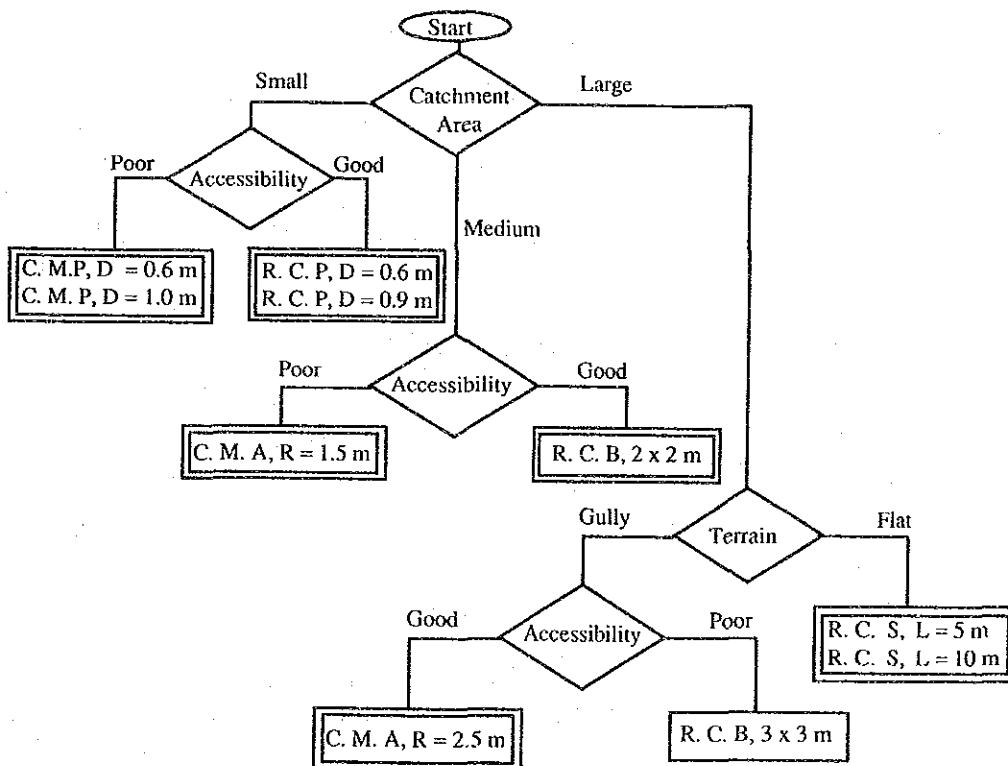 Start
Small
Large
Catchment
Area
Poor
Accessibility
Good
Medium
C. M.P, D = 0.6 m
C. M. P, D = 1.0 m
R. C. P, D = 0.6 m
R. C. P, D = 0.9 m
Poor
Accessibility
Good
C. M. A, R = 1.5 m
R. C. B, 2 x 2 m
Gully
Terrain
Flat
Good
Accessibility
Poor
R. C. S, L = 5 m
R. C. S, L = 10 m
C. M. A, R = 2.5 m
R. C. B, 3 x 3 m